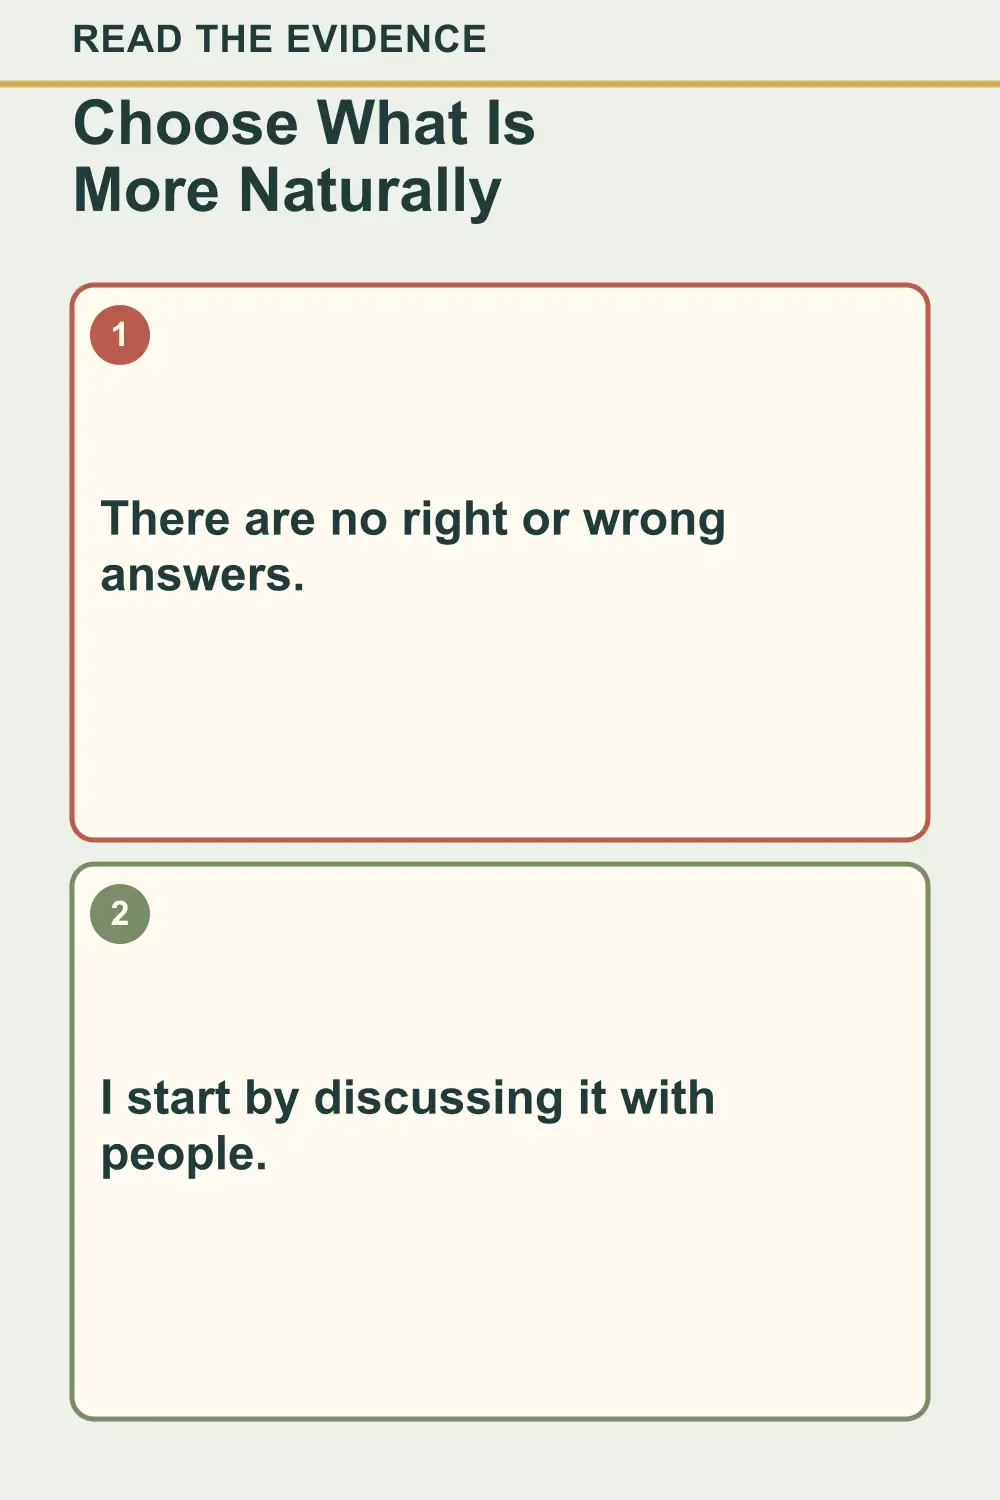 READ THE EVIDENCE
Choose What Is
More Naturally
1
There are no right or wrong
answers.
2
I start by discussing it with
people.